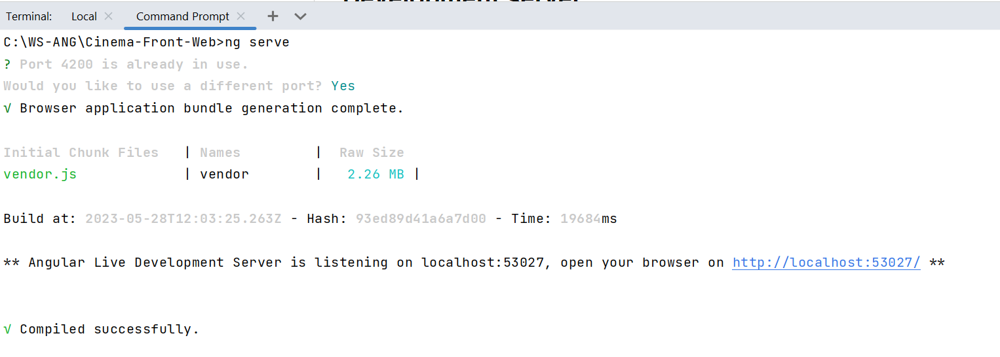 Development Server
Terminal: Local × Command Prompt × +
C:\WS-ANG\Cinema-Front-Web>ng serve
? Port 4200 is already in use.
Would you like to use a different port? Yes
√ Browser application bundle generation complete.
Initial Chunk Files | Names | Raw Size
vendor.js | vendor | 2.26 MB |
Build at: 2023-05-28T12:03:25.263Z - Hash: 93ed89d41a6a7d00 - Time: 19684ms
** Angular Live Development Server is listening on localhost:53027, open your browser on http://localhost:53027/ **
√ Compiled successfully.